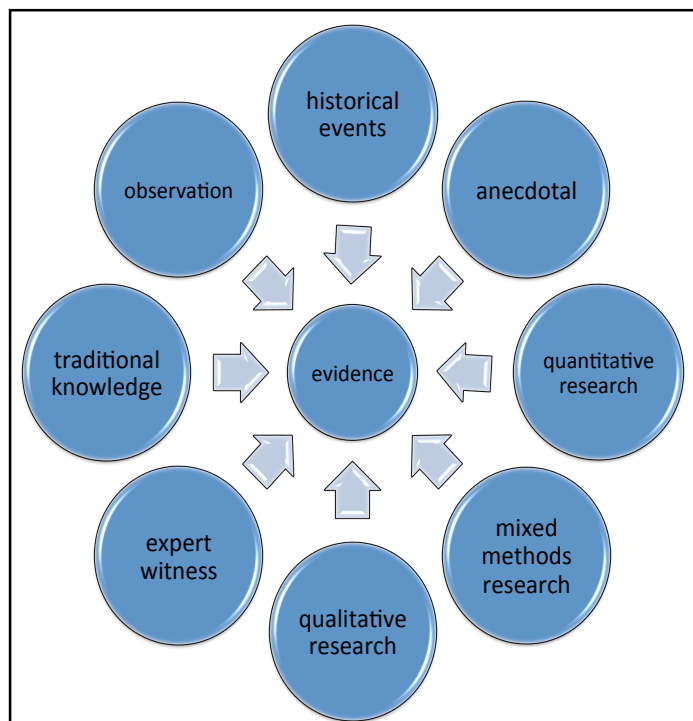 historical
events
observation
anecdotal
traditional
knowledge
evidence
quantitative
research
expert
witness
mixed
methods
research
qualitative
research